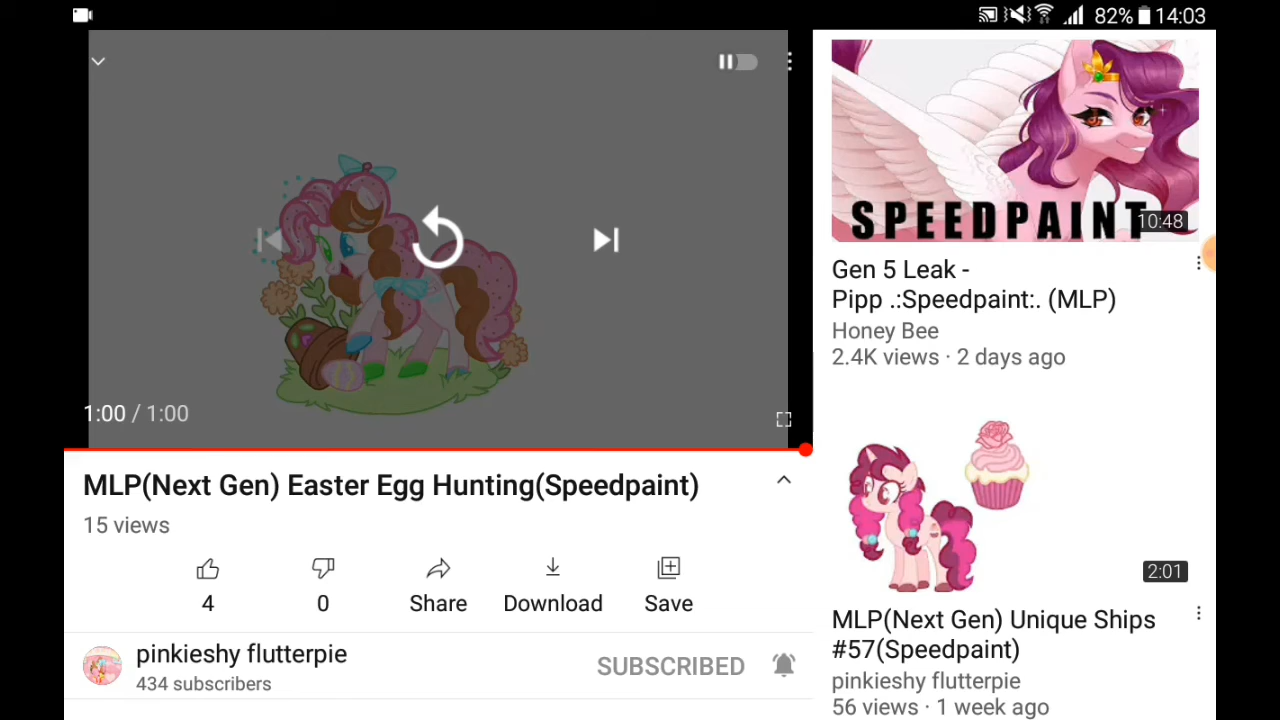 82% 14:03
1:00 / 1:00
MLP(Next Gen) Easter Egg Hunting(Speedpaint)
15 views
4
0
Share
Download
Save
pinkieshy flutterpie
434 subscribers
SUBSCRIBED
SPEEDPAINT
10:48
Gen 5 Leak -
Pipp .:Speedpaint:. (MLP)
Honey Bee
2.4K views · 2 days ago
2:01
MLP(Next Gen) Unique Ships
#57(Speedpaint)
pinkieshy flutterpie
56 views · 1 week ago